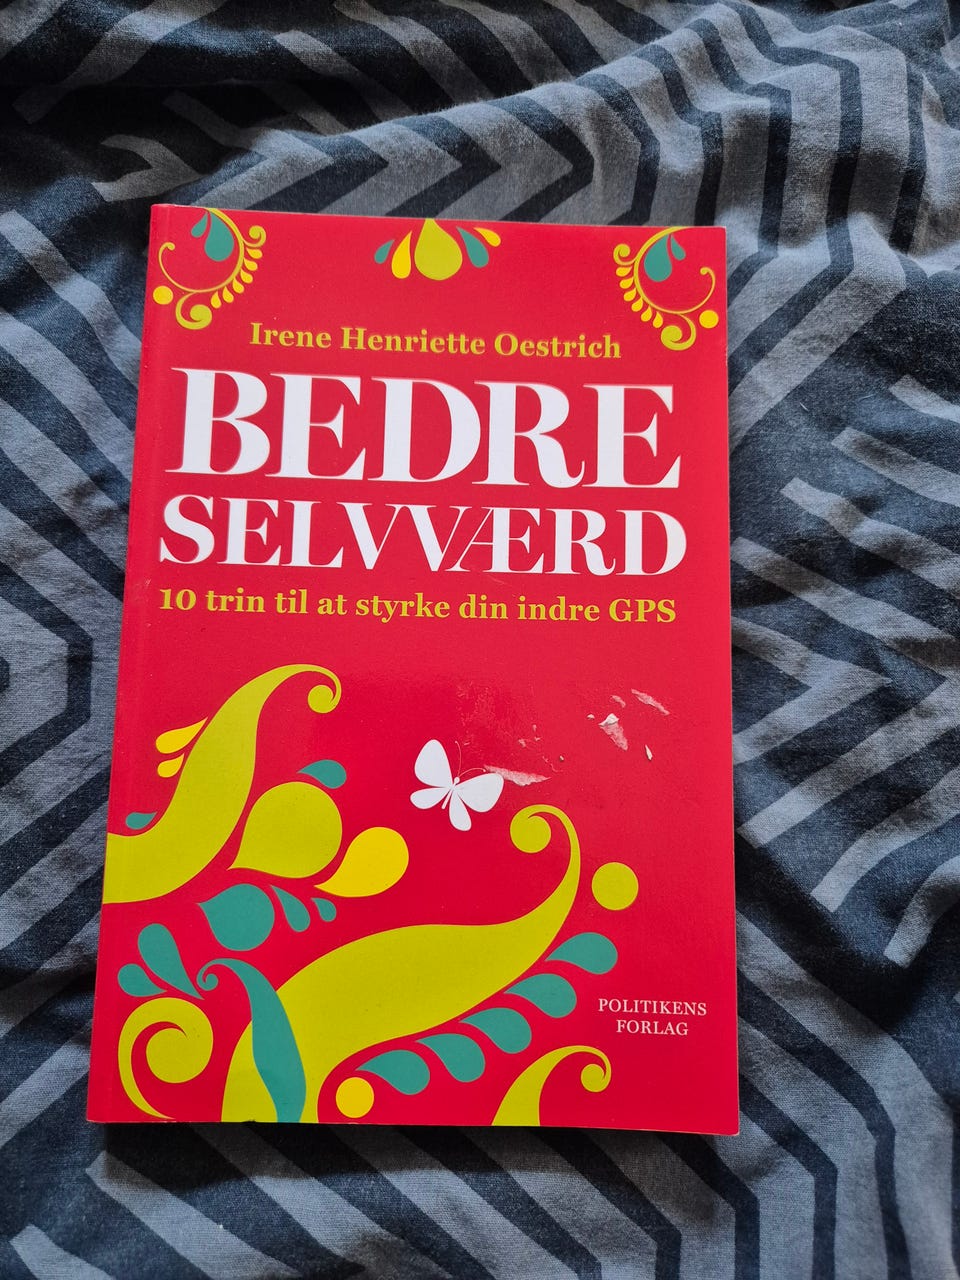 Irene Henriette Oestrich
BEDRE
SELVVÆRD
10 trin til at styrke din indre GPS
POLITIKENS
FORLAG